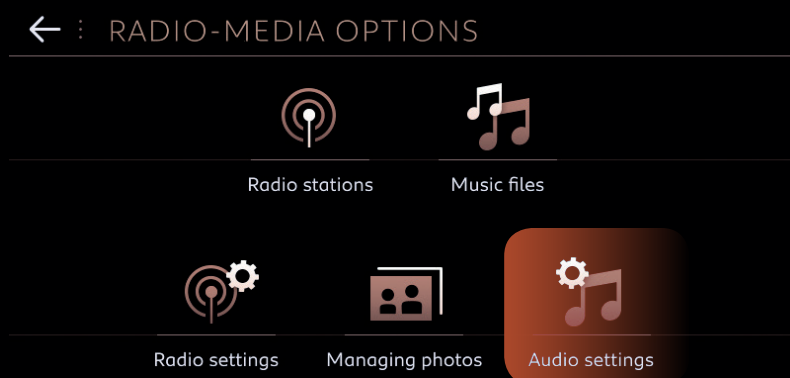 RADIO-MEDIA OPTIONS
Radio stations
Music files
Radio settings
Managing photos
Audio settings